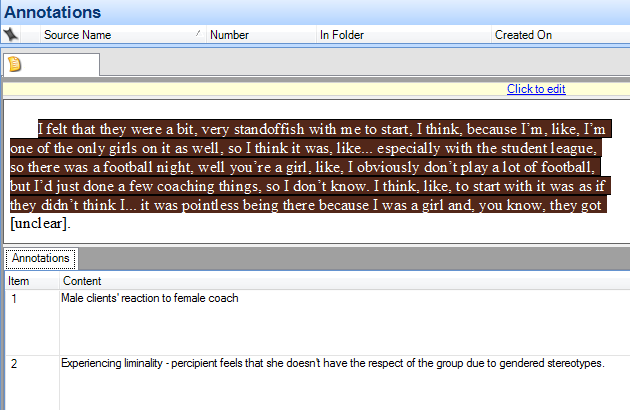 Annotations
Source Name Number In Folder Created On
Click to edit
I felt that they were a bit, very standoffish with me to start, I think, because I'm, like, I'm
one of the only girls on it as well, so I think it was, like... especially with the student league,
so there was a football night, well you're a girl, like, I obviously don't play a lot of football,
but I'd just done a few coaching things, so I don't know. I think, like, to start with it was as if
they didn't think I... it was pointless being there because I was a girl and, you know, they got
[unclear].
Annotations
Item Content
1 Male clients' reaction to female coach
2 Experiencing liminality - percipient feels that she doesn't have the respect of the group due to gendered stereotypes.